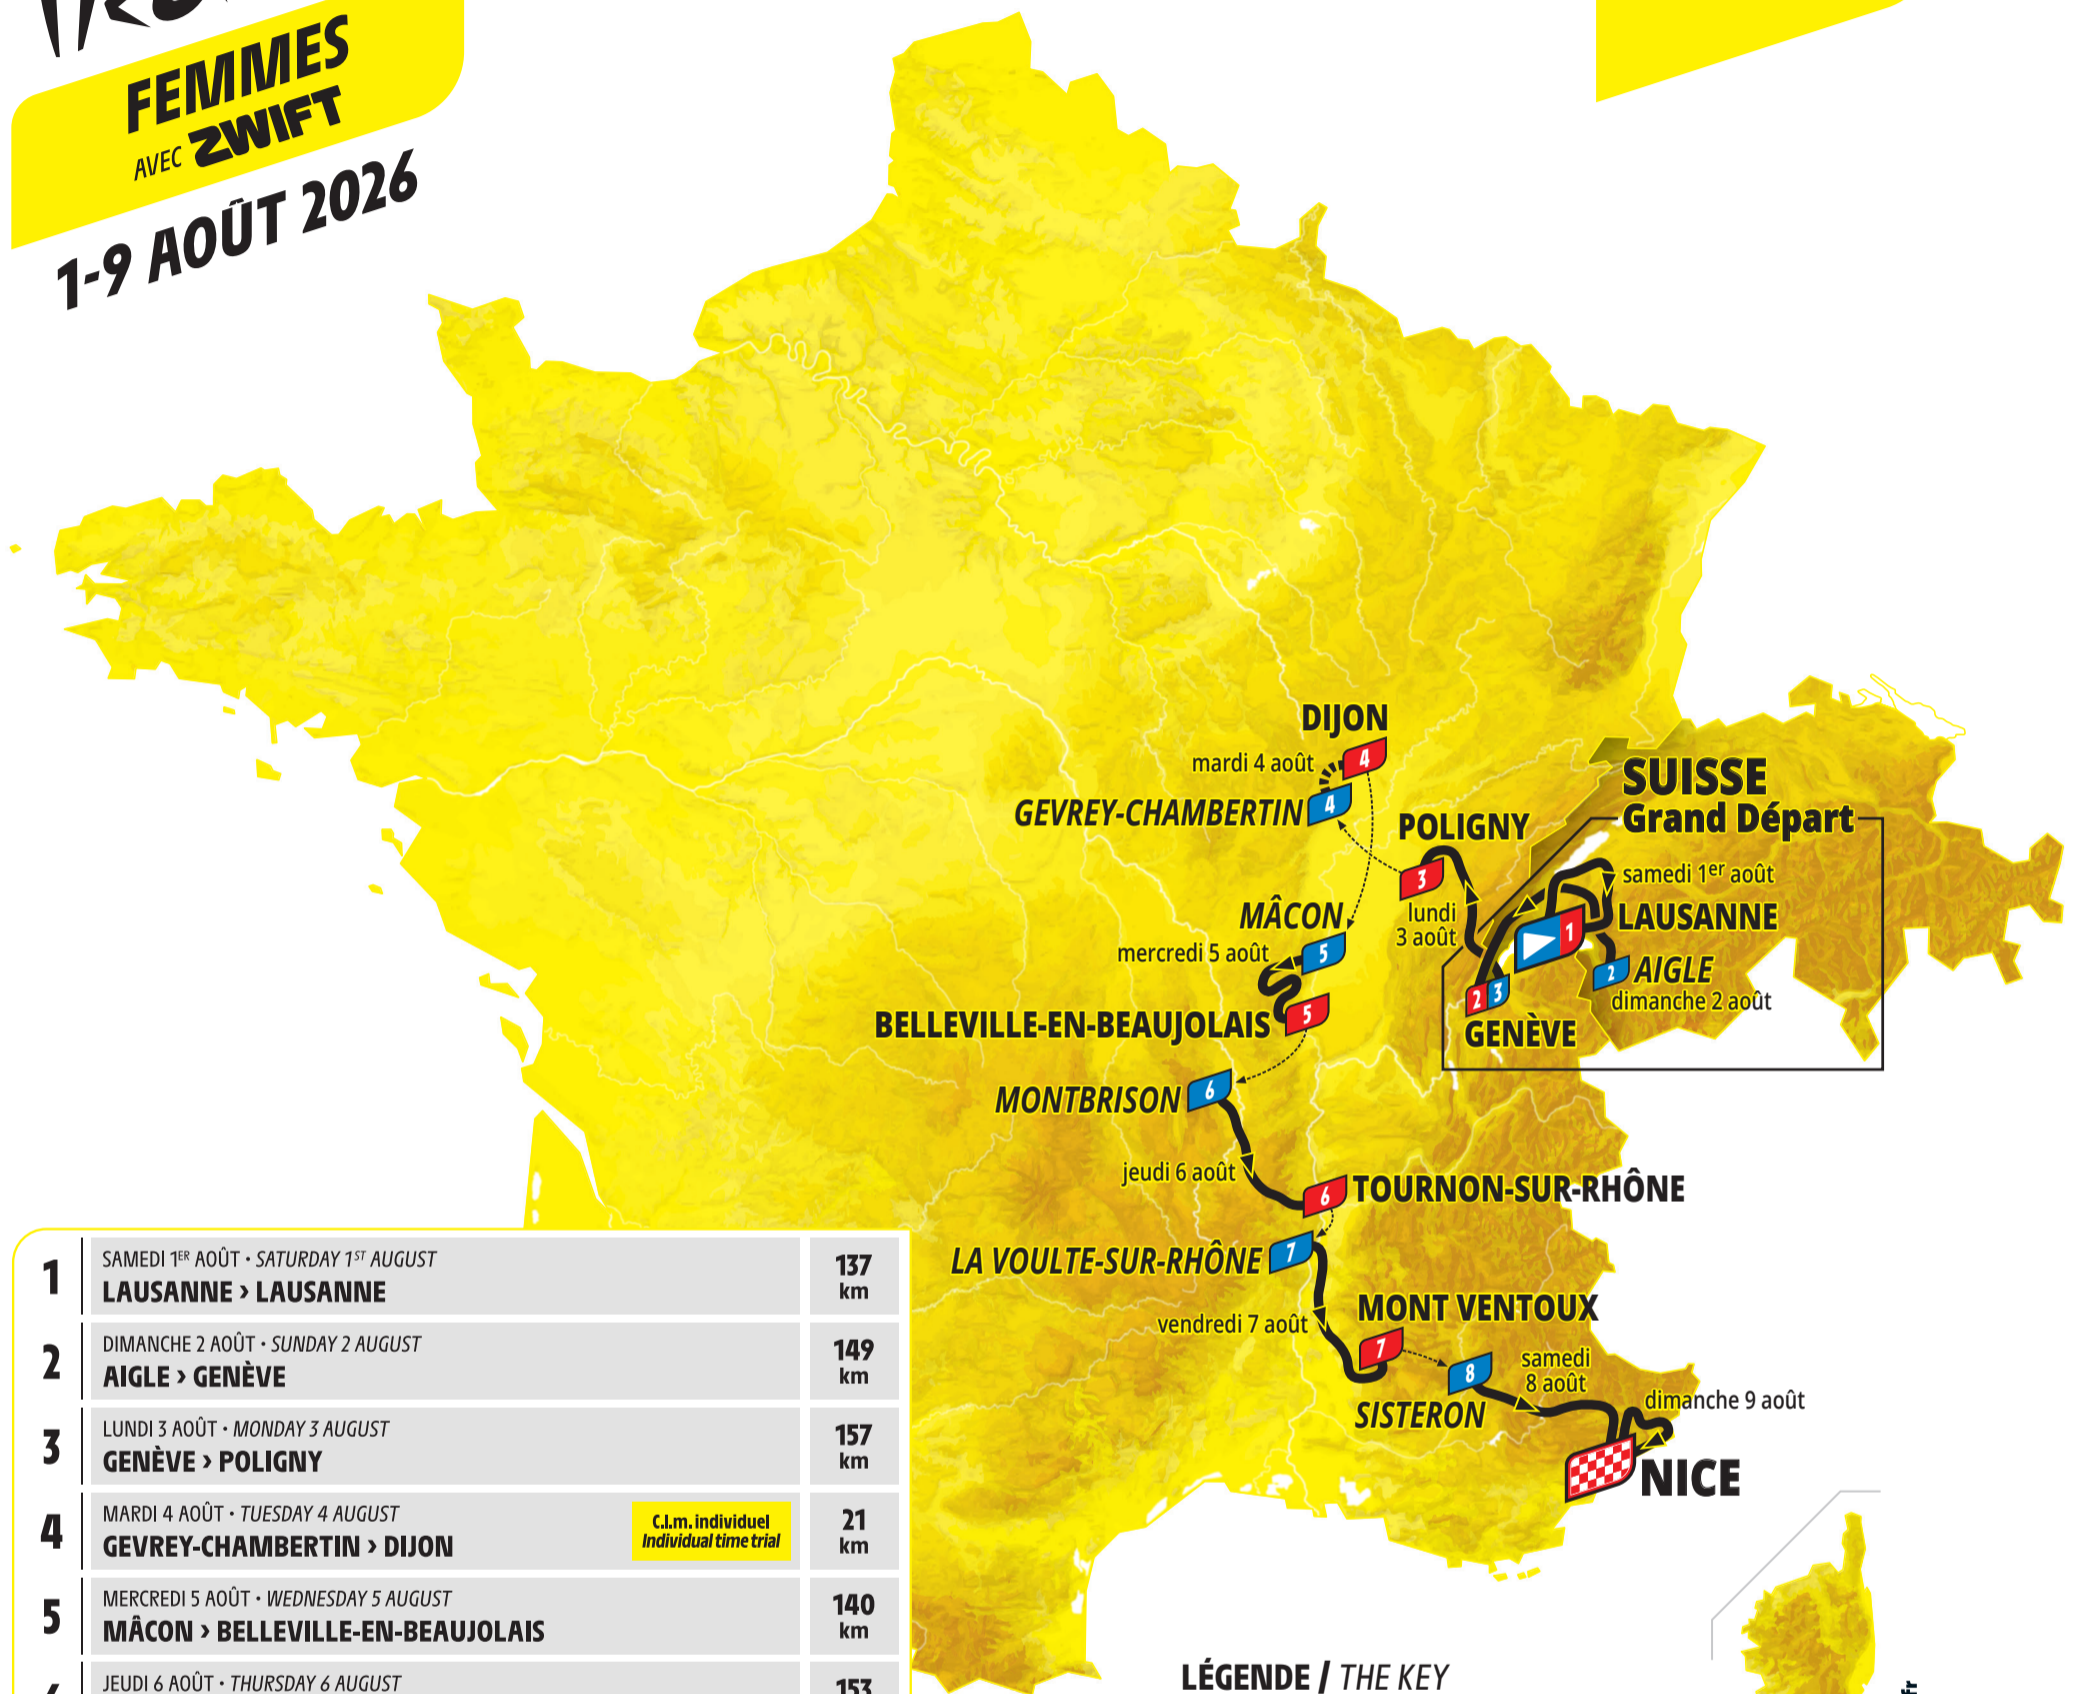 FEMMES
AVEC ZWIFT
1-9 AOÛT 2026
DIJON
mardi 4 août
4
GEVREY-CHAMBERTIN
4
POLIGNY
3
lundi
3 août
SUISSE
Grand Départ
samedi 1er août
LAUSANNE
1
2
AIGLE
dimanche 2 août
2
3
GENÈVE
MÂCON
mercredi 5 août
5
BELLEVILLE-EN-BEAUJOLAIS
5
MONTBRISON
6
jeudi 6 août
6
TOURNON-SUR-RHÔNE
LA VOULTE-SUR-RHÔNE
7
vendredi 7 août
MONT VENTOUX
7
8
samedi
8 août
SISTERON
dimanche 9 août
NICE
1
SAMEDI 1ER AOÛT • SATURDAY 1ST AUGUST
LAUSANNE › LAUSANNE
137
km
2
DIMANCHE 2 AOÛT • SUNDAY 2 AUGUST
AIGLE › GENÈVE
149
km
3
LUNDI 3 AOÛT • MONDAY 3 AUGUST
GENÈVE › POLIGNY
157
km
4
MARDI 4 AOÛT • TUESDAY 4 AUGUST
GEVREY-CHAMBERTIN › DIJON
C.l.m. individuel
Individual time trial
21
km
5
MERCREDI 5 AOÛT • WEDNESDAY 5 AUGUST
MÂCON › BELLEVILLE-EN-BEAUJOLAIS
140
km
JEUDI 6 AOÛT • THURSDAY 6 AUGUST
153
LÉGENDE / THE KEY
fr